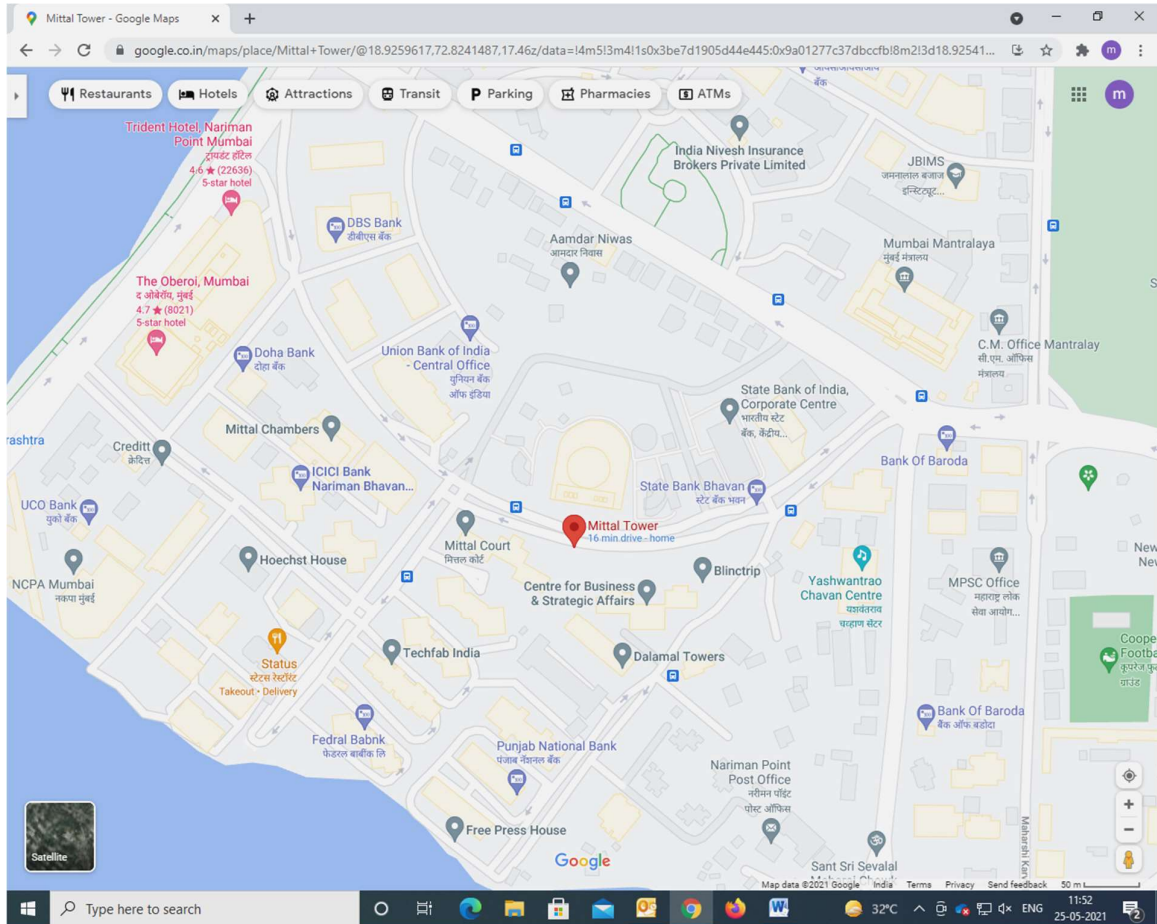 Mittal Tower - Google Maps
google.co.in/maps/place/Mittal+Tower/@18.9259617,72.8241487,17.46z/data=!4m5!3m4!1s0x3be7d1905d44e445:0x9a01277c37dbccfb!8m2!3d18.92541...
m
Restaurants
Hotels
Attractions
Transit
P Parking
Pharmacies
ATMs
m
बँक
Trident Hotel, Nariman
Point Mumbai
ट्रायडंट हॉटेल
4.6 ★ (22636)
5-star hotel
India Nivesh Insurance
Brokers Private Limited
JBIMS
जमनालाल बजाज
इन्स्टिट्यूट...
DBS Bank
डीबीएस बँक
Aamdar Niwas
आमदार निवास
Mumbai Mantralaya
मुंबई मंत्रालय
The Oberoi, Mumbai
द ओबेरॉय, मुंबई
4.7 ★ (8021)
5-star hotel
Doha Bank
दोहा बँक
Union Bank of India
- Central Office
युनियन बँक
ऑफ इंडिया
C.M. Office Mantralay
सी.एम. ऑफिस
मंत्रालय
State Bank of India,
Corporate Centre
भारतीय स्टेट
बँक, केंद्रीय...
Mittal Chambers
rashtra
Creditt
क्रेदित्त
Bank Of Baroda
ICICI Bank
Nariman Bhavan...
State Bank Bhavan
स्टेट बँक भवन
UCO Bank
युको बँक
Mittal Tower
16 min drive - home
Mittal Court
मित्तल कोर्ट
Hoechst House
NCPA Mumbai
नकपा मुंबई
Blinctrip
Centre for Business
& Strategic Affairs
Yashwantrao
Chavan Centre
यशवंतराव
चव्हाण सेंटर
MPSC Office
महाराष्ट्र लोक
सेवा आयोग...
New
Ne
Status
स्टेटस रेस्टॉरंट
Takeout • Delivery
Techfab India
Dalamal Towers
Coope
Footba
ग्राउंड
Fedral Babnk
फेडरल बाबंक लि
Bank Of Baroda
बँक ऑफ बडोदा
Punjab National Bank
पंजाब नॅशनल बँक
Nariman Point
Post Office
नरीमन पॉइंट
पोस्ट ऑफिस
Free Press House
Sant Sri Sevalal
Maharshi Karv
Satellite
Google
Map data ©2021 Google India Terms Privacy Send feedback 50 m
Type here to search
32°C
ENG
11:52
25-05-2021
2